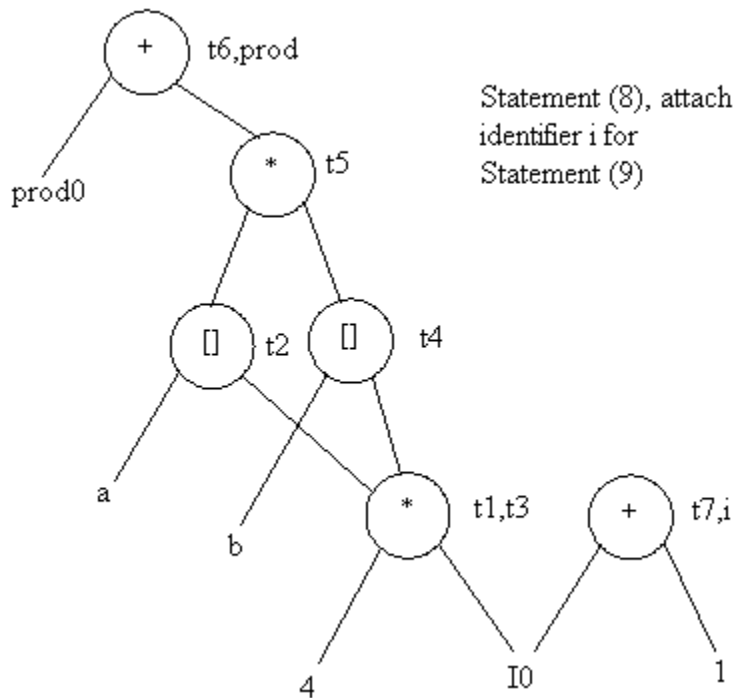 +
t6,prod
Statement (8), attach
identifier i for
Statement (9)
*
t5
prod0
[]
t2
[]
t4
a
b
*
t1,t3
+
t7,i
4
I0
1